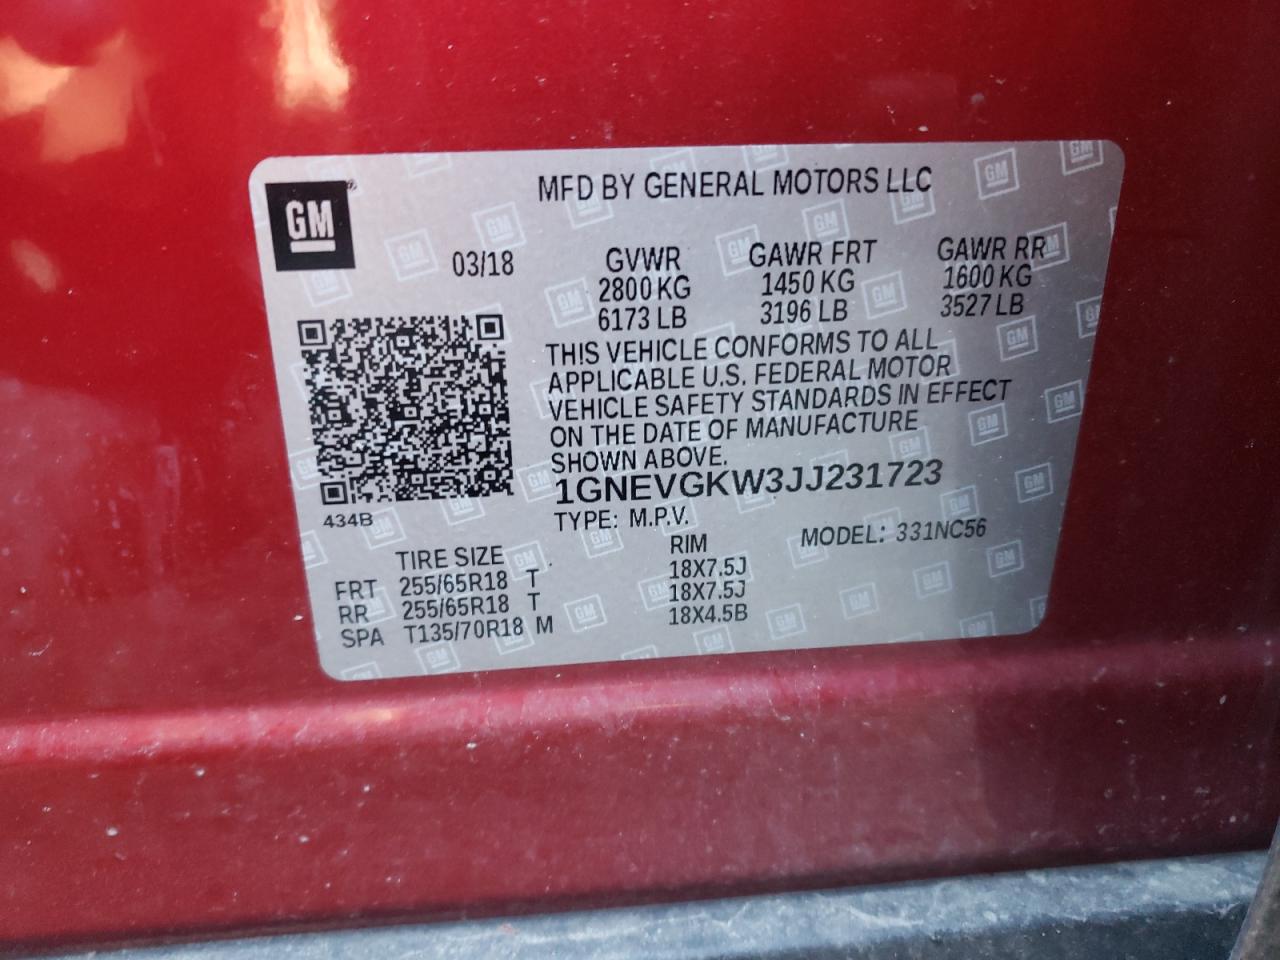 GM
MFD BY GENERAL MOTORS LLC
03/18
GVWR GAWR FRT GAWR RR
2800 KG 1450 KG 1600 KG
6173 LB 3196 LB 3527 LB
THIS VEHICLE CONFORMS TO ALL
APPLICABLE U.S. FEDERAL MOTOR
VEHICLE SAFETY STANDARDS IN EFFECT
ON THE DATE OF MANUFACTURE
SHOWN ABOVE.
1GNEVGKW3JJ231723
434B
TYPE: M.P.V. MODEL: 331NC56
TIRE SIZE RIM
FRT 255/65R18 T 18X7.5J
RR 255/65R18 T 18X7.5J
SPA T135/70R18 M 18X4.5B